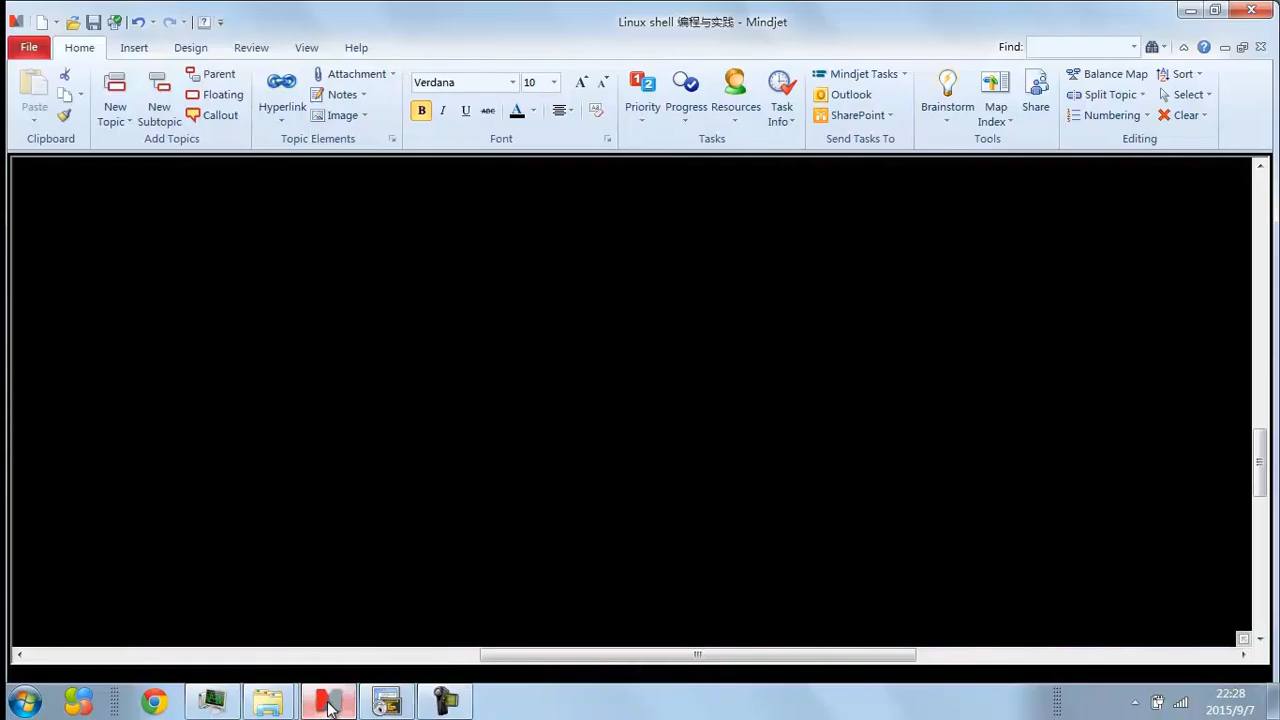 Linux shell 编程与实践 - Mindjet
File Home Insert Design Review View Help Find:
Paste
Clipboard
New Topic
New Subtopic
Parent
Floating
Callout
Add Topics
Hyperlink
Attachment
Notes
Image
Topic Elements
Verdana 10
B I U abc A
Font
Priority
Progress
Resources
Task Info
Tasks
Mindjet Tasks
Outlook
SharePoint
Send Tasks To
Brainstorm
Map Index
Share
Tools
Balance Map
Split Topic
Numbering
Sort
Select
Clear
Editing
22:28
2015/9/7